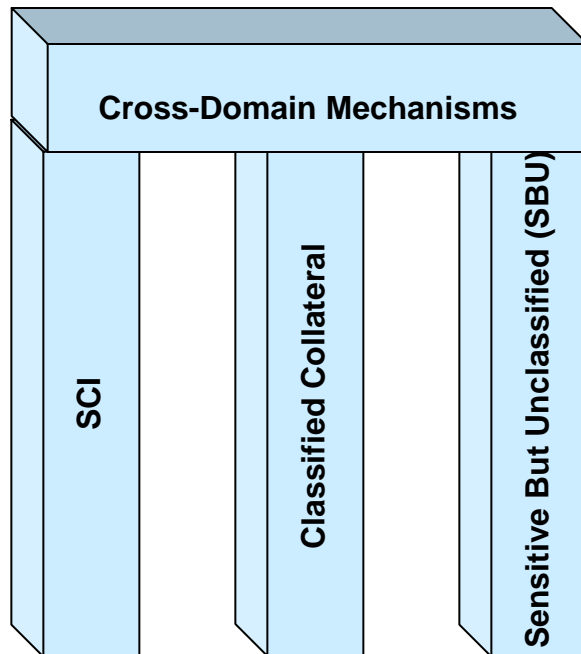 Cross-Domain Mechanisms
SCI
Classified Collateral
Sensitive But Unclassified (SBU)